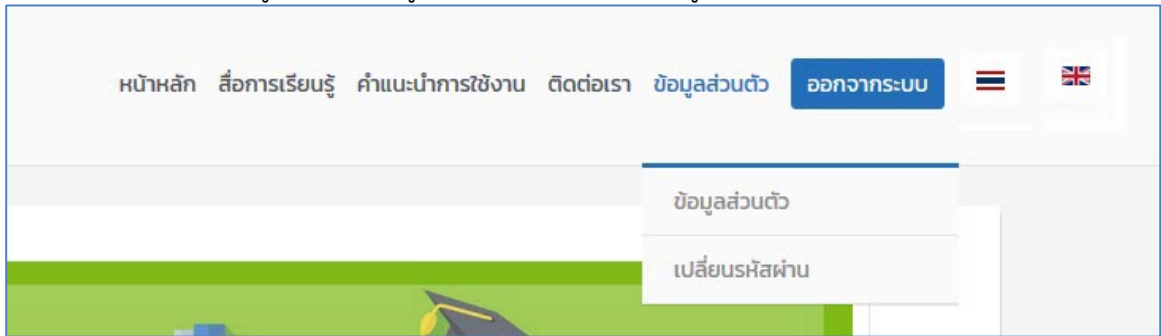 หน้าหลัก สื่อการเรียนรู้ คำแนะนำการใช้งาน ติดต่อเรา ข้อมูลส่วนตัว ออกจากระบบ
ข้อมูลส่วนตัว
เปลี่ยนรหัสผ่าน